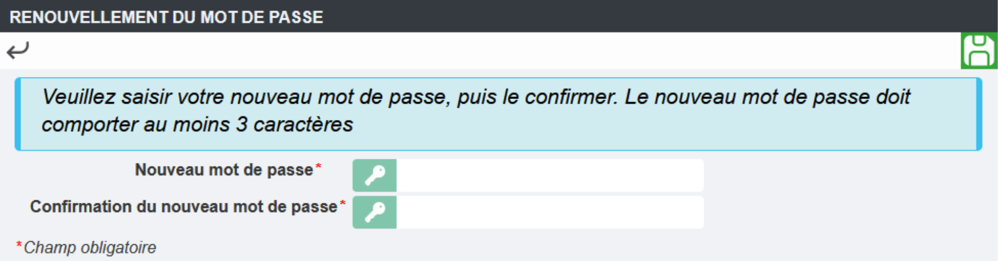 RENOUVELLEMENT DU MOT DE PASSE
Veuillez saisir votre nouveau mot de passe, puis le confirmer. Le nouveau mot de passe doit
comporter au moins 3 caractères
Nouveau mot de passe*
Confirmation du nouveau mot de passe*
*Champ obligatoire